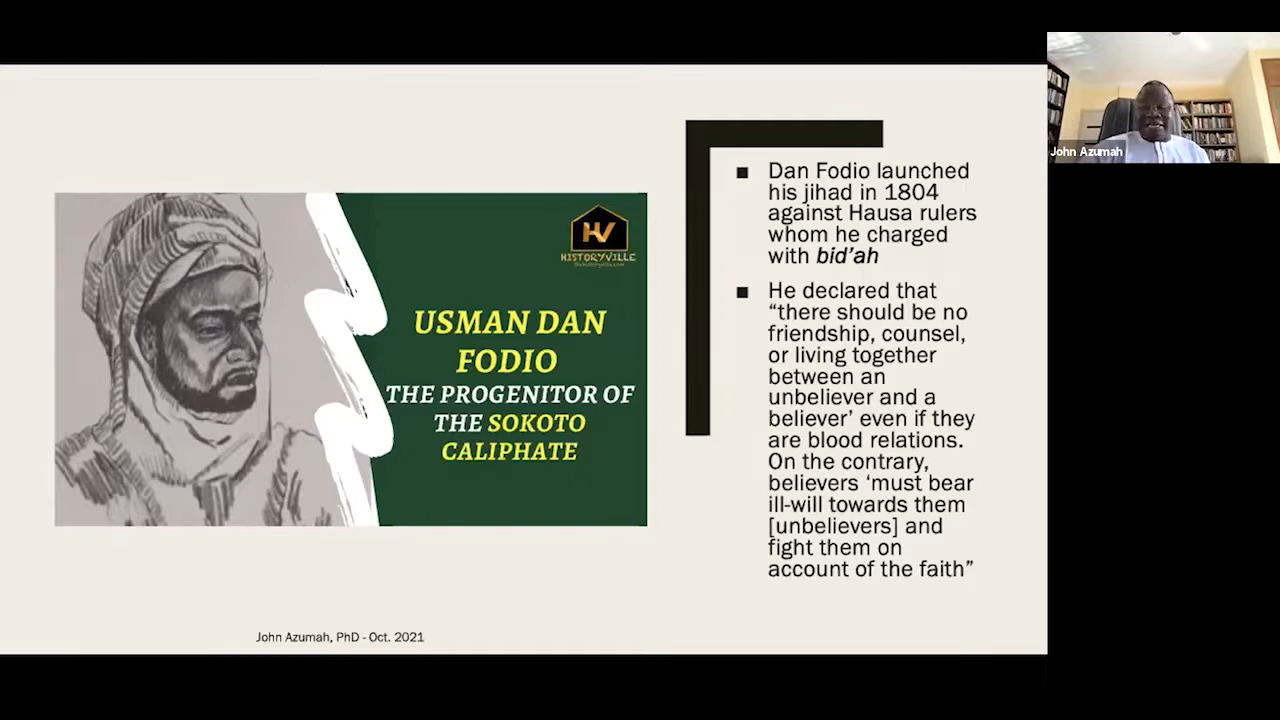 HV
HISTORYVILLE
USMAN DAN
FODIO
THE PROGENITOR OF
THE SOKOTO
CALIPHATE
■ Dan Fodio launched
his jihad in 1804
against Hausa rulers
whom he charged
with bid’ah
■ He declared that
“there should be no
friendship, counsel,
or living together
between an
unbeliever and a
believer’ even if they
are blood relations.
On the contrary,
believers ‘must bear
ill-will towards them
[unbelievers] and
fight them on
account of the faith”
John Azumah, PhD - Oct. 2021
John Azumah